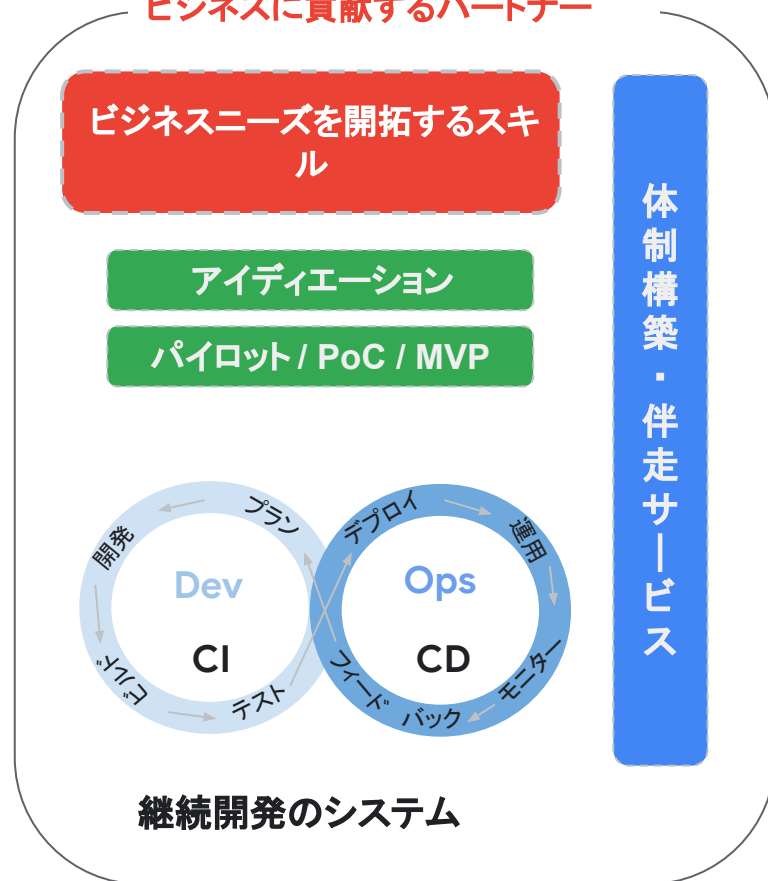 ビジネスに貢献するパートナー
ビジネスニーズを開拓するスキ
ル
アイディエーション
パイロット / PoC / MVP
体制構築・伴走サービス
プラン
開発
ビルド
テスト
Dev
CI
デプロイ
運用
モニター
フィード
バック
Ops
CD
継続開発のシステム